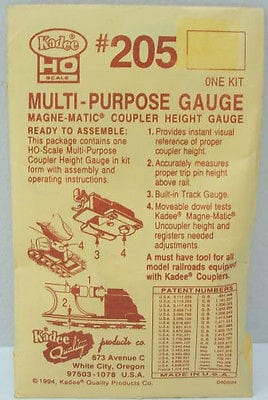 Kadee®
HO
SCALE
#205
ONE KIT
MULTI-PURPOSE GAUGE
MAGNE-MATIC® COUPLER HEIGHT GAUGE
READY TO ASSEMBLE:
This package contains one
HO-Scale Multi-Purpose
Coupler Height Gauge in kit
form with assembly and
operating instructions.
1. Provides instant visual
reference of proper
coupler height.
2. Accurately measures
proper trip pin height
above rail.
3. Built-in Track Gauge.
4. Moveable dowel tests
Kadee® Magne-Matic®
Uncoupler height and
registers needed
adjustments.
A must have tool for all
model railroads equipped
with Kadee® Couplers.
2
3
1
4
2
Kadee
Quality
products co.
673 Avenue C
White City, Oregon
97503-1078 U.S.A.
©1994, Kadee® Quality Products Co.
PATENT NUMBERS
MADE IN U.S.A.